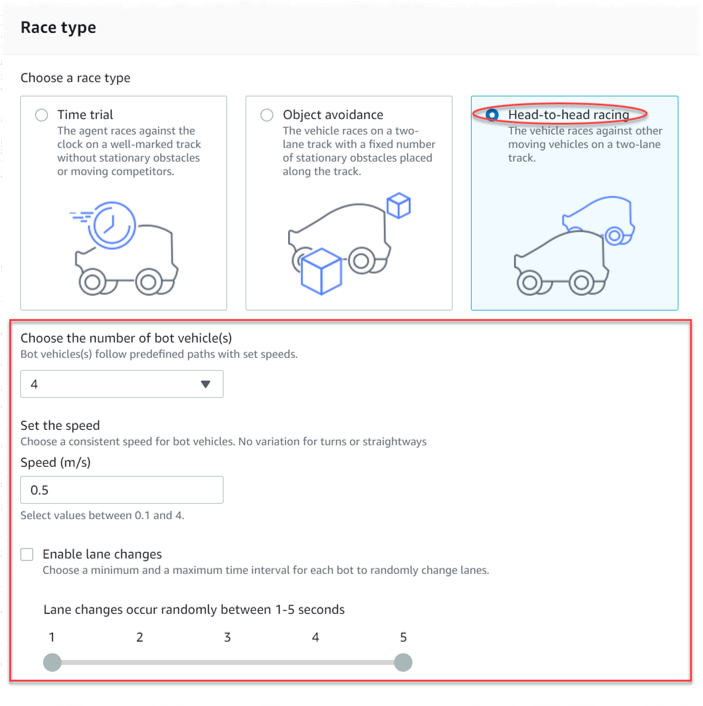 Race type
Choose a race type
Time trial
The agent races against the
clock on a well-marked track
without stationary obstacles
or moving competitors.
Object avoidance
The vehicle races on a two-
lane track with a fixed number
of stationary obstacles placed
along the track.
Head-to-head racing
The vehicle races against other
moving vehicles on a two-lane
track.
Choose the number of bot vehicle(s)
Bot vehicles(s) follow predefined paths with set speeds.
4
Set the speed
Choose a consistent speed for bot vehicles. No variation for turns or straightways
Speed (m/s)
0.5
Select values between 0.1 and 4.
Enable lane changes
Choose a minimum and a maximum time interval for each bot to randomly change lanes.
Lane changes occur randomly between 1-5 seconds
1 2 3 4 5